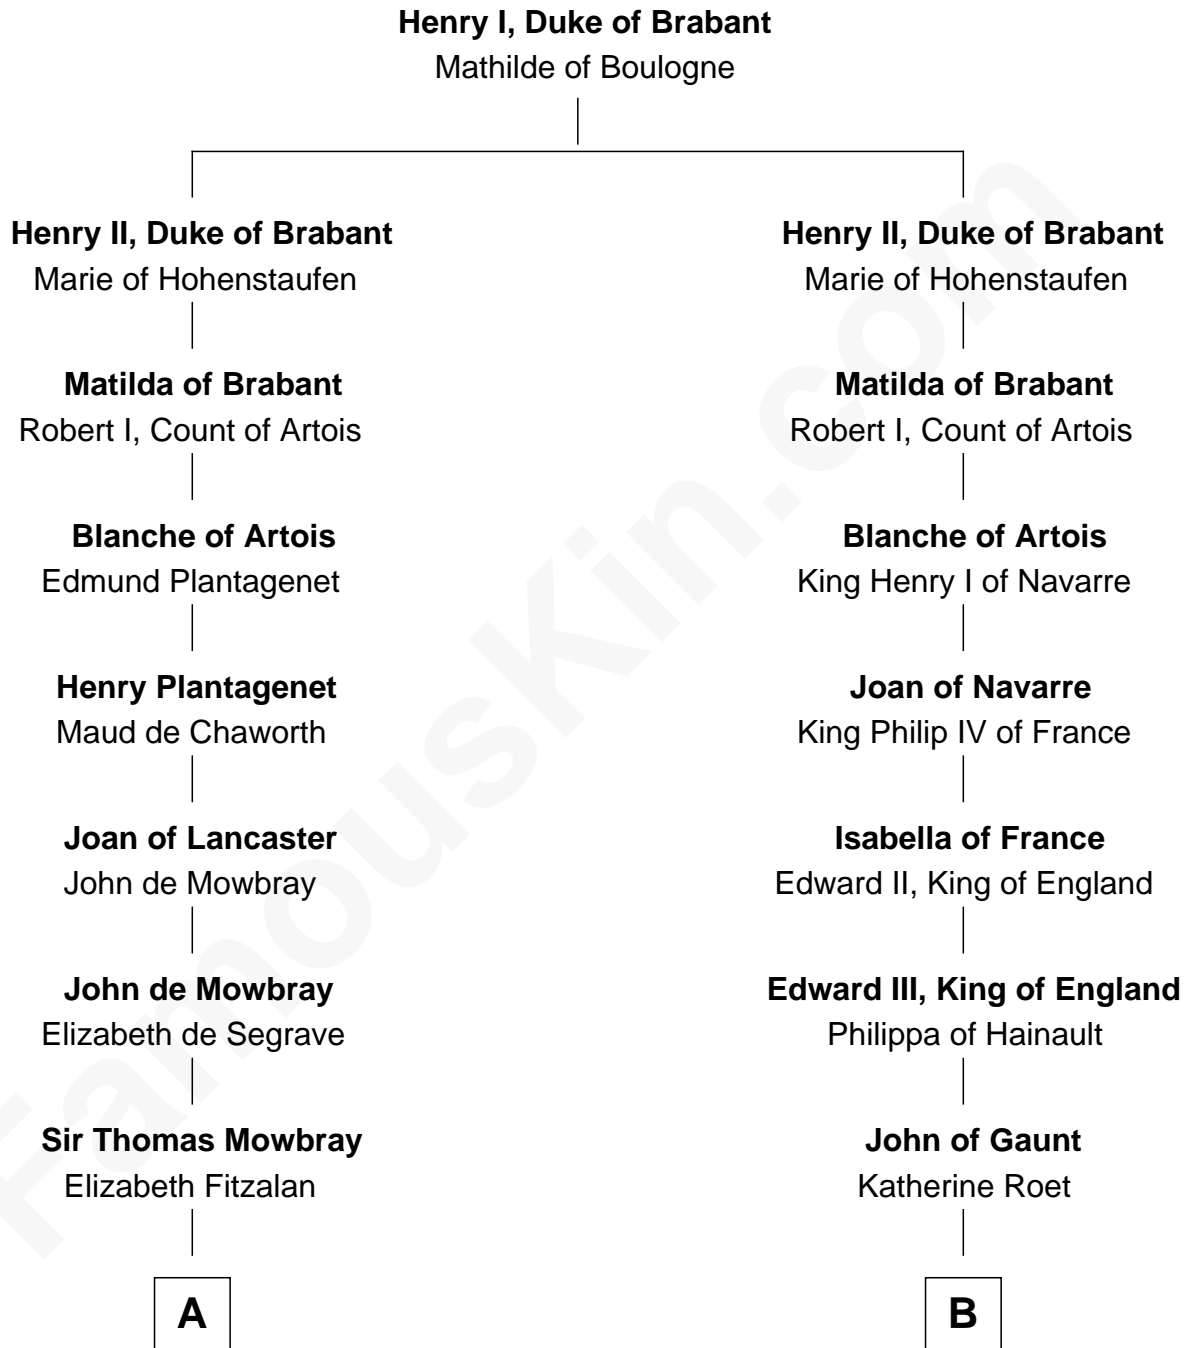 Henry I, Duke of Brabant
Mathilde of Boulogne
Henry II, Duke of Brabant
Marie of Hohenstaufen
Matilda of Brabant
Robert I, Count of Artois
Blanche of Artois
Edmund Plantagenet
Henry Plantagenet
Maud de Chaworth
Joan of Lancaster
John de Mowbray
John de Mowbray
Elizabeth de Segrave
Sir Thomas Mowbray
Elizabeth Fitzalan
A
Henry II, Duke of Brabant
Marie of Hohenstaufen
Matilda of Brabant
Robert I, Count of Artois
Blanche of Artois
King Henry I of Navarre
Joan of Navarre
King Philip IV of France
Isabella of France
Edward II, King of England
Edward III, King of England
Philippa of Hainault
John of Gaunt
Katherine Roet
B
FamousKin.com